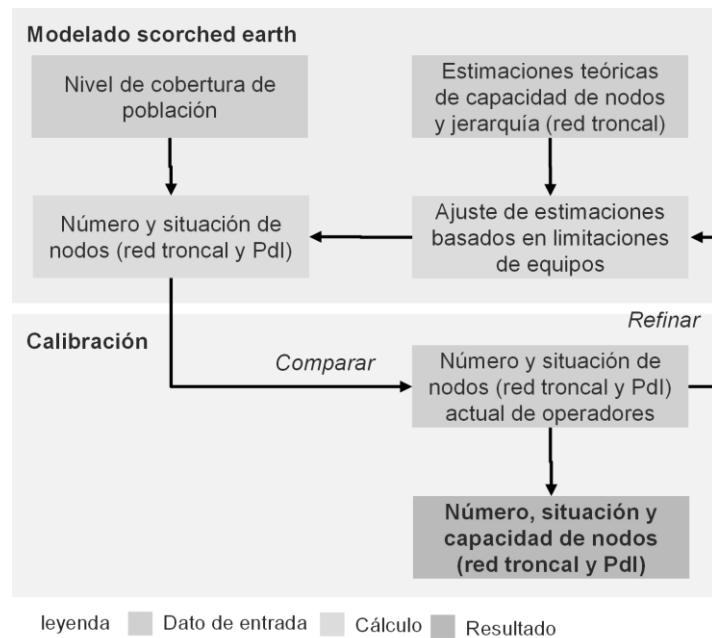 Modelado scorched earth
Nivel de cobertura de
población
Estimaciones teóricas
de capacidad de nodos
y jerarquía (red troncal)
Número y situación de
nodos (red troncal y PdI)
Ajuste de estimaciones
basados en limitaciones
de equipos
Refinar
Calibración
Comparar
Número y situación de
nodos (red troncal y PdI)
actual de operadores
Número, situación y
capacidad de nodos
(red troncal y PdI)
leyenda Dato de entrada Cálculo Resultado